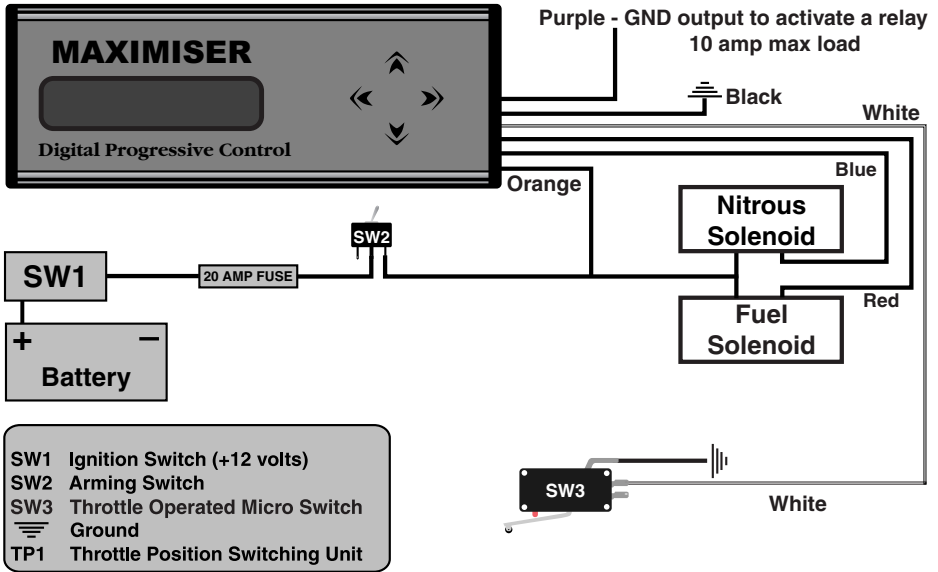 Purple - GND output to activate a relay
10 amp max load
MAXIMISER
Digital Progressive Control
Black
White
Blue
Orange
Nitrous
Solenoid
SW2
SW1
20 AMP FUSE
Red
Fuel
Solenoid
+ −
Battery
SW1 Ignition Switch (+12 volts)
SW2 Arming Switch
SW3 Throttle Operated Micro Switch
Ground
TP1 Throttle Position Switching Unit
SW3
White